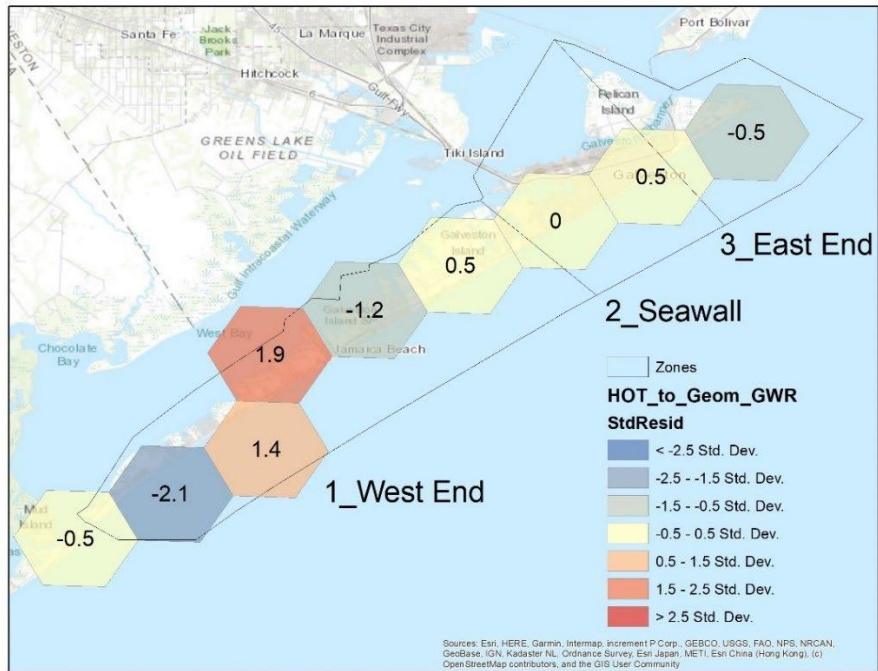 Port Bolivar
Santa Fe
Jack
Brooks
Park
La Marque
Texas City
Industrial
Complex
45
Hitchcock
6
Gulf-Fwy
Pelican
Island
GREENS LAKE
OIL FIELD
Tiki Island
-0.5
0.5
0
Galveston
Island
0.5
3_East End
Gulf Intracoastal Waterway
-1.2
Jamaica Beach
2_Seawall
West Bay
1.9
Chocolate
Bay
1.4
1_West End
-2.1
Mud
Island
-0.5
Zones
HOT_to_Geom_GWR
StdResid
< -2.5 Std. Dev.
-2.5 - -1.5 Std. Dev.
-1.5 - -0.5 Std. Dev.
-0.5 - 0.5 Std. Dev.
0.5 - 1.5 Std. Dev.
1.5 - 2.5 Std. Dev.
> 2.5 Std. Dev.
Sources: Esri, HERE, Garmin, Intermap, increment P Corp., GEBCO, USGS, FAO, NPS, NRCAN,
GeoBase, IGN, Kadaster NL, Ordnance Survey, Esri Japan, METI, Esri China (Hong Kong), (c)
OpenStreetMap contributors, and the GIS User Community